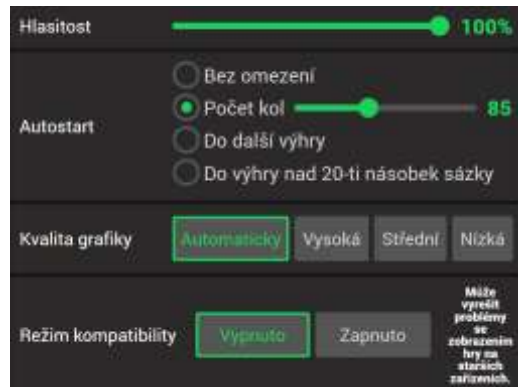 Hlasitost 100%
Bez omezení
Počet kol 85
Autostart
Do další výhry
Do výhry nad 20-ti násobek sázky
Kvalita grafiky Automaticky Vysoká Střední Nízká
Režim kompatibility Vypnuto Zapnuto
Může
vyřešit
problémy
se
zobrazením
hry na
starších
zařízeních.